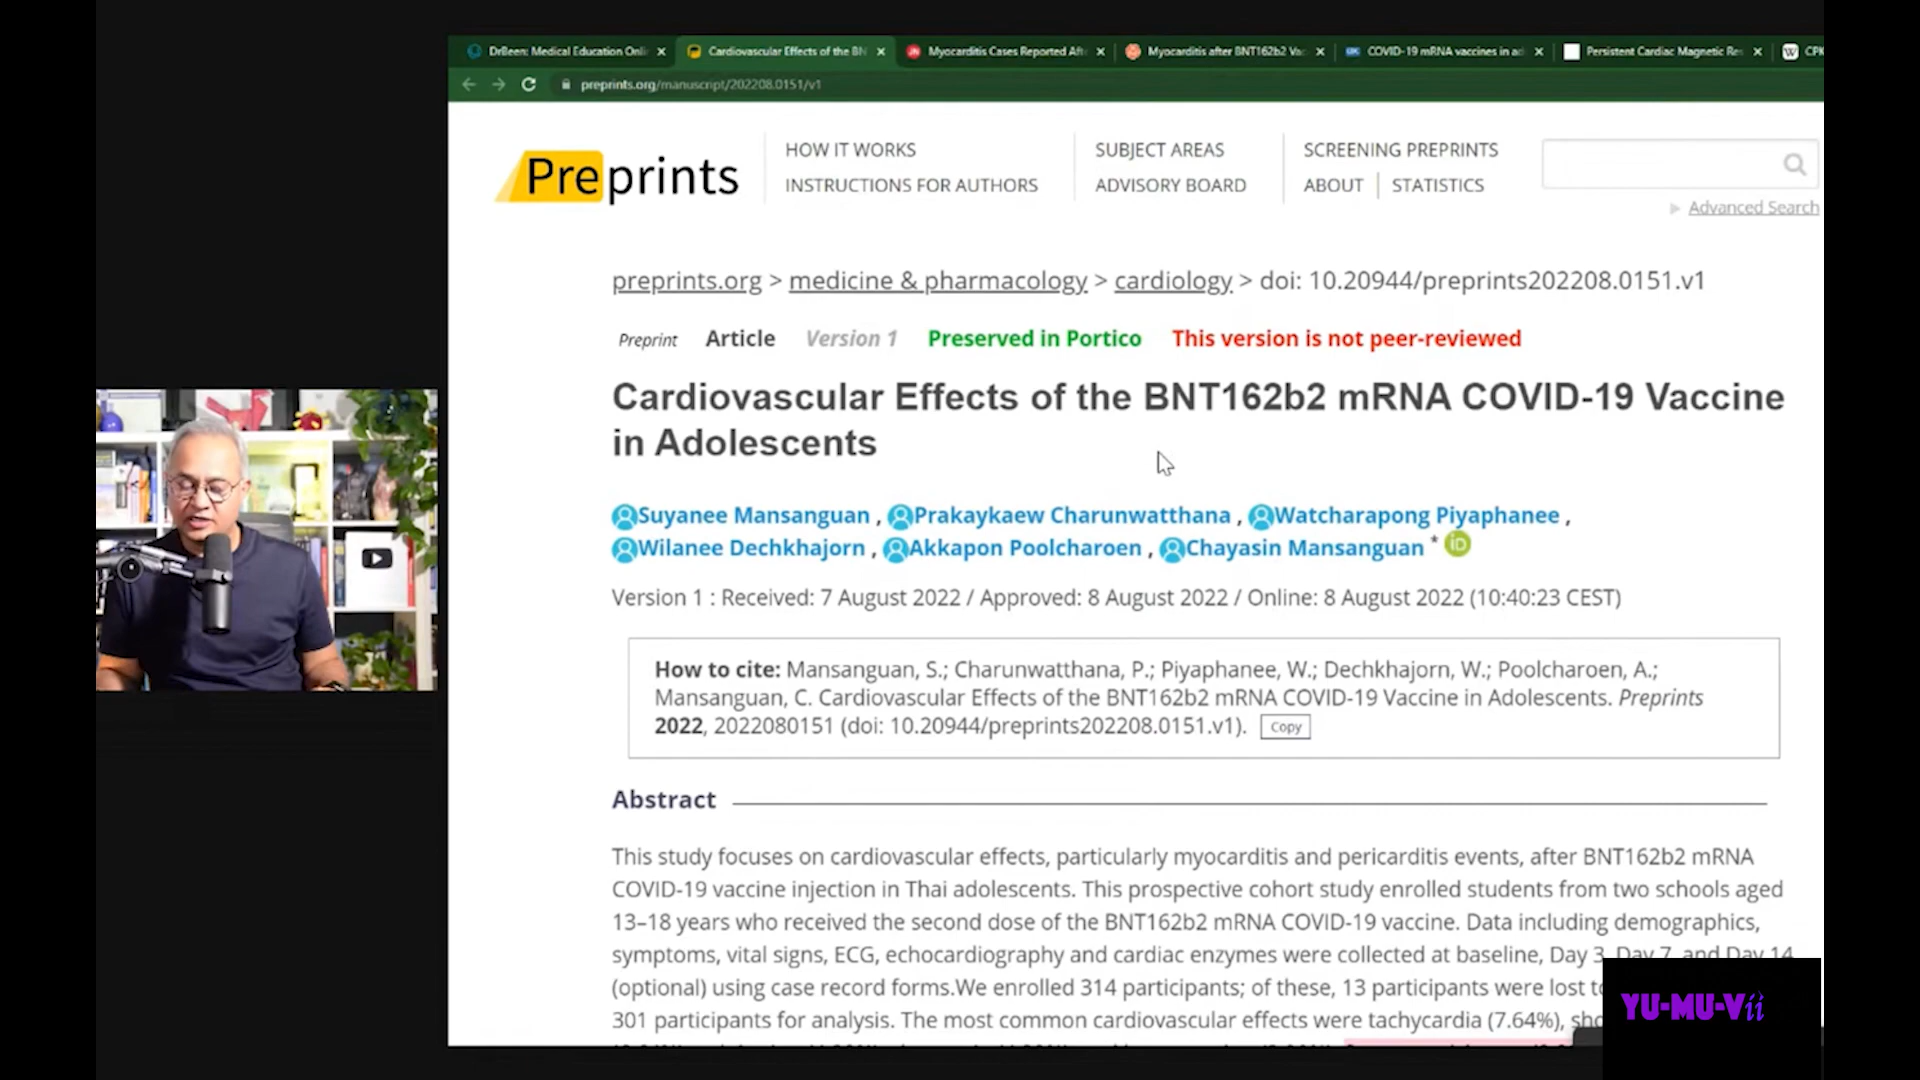 DrBeen: Medical Education Onli
Cardiovascular Effects of the BN
Myocarditis Cases Reported Aft
Myocarditis after BNT162b2 Vac
COVID-19 mRNA vaccines in ad
Persistent Cardiac Magnetic Res
W CPK
preprints.org/manuscript/202208.0151/v1
Preprints
HOW IT WORKS
INSTRUCTIONS FOR AUTHORS
SUBJECT AREAS
ADVISORY BOARD
SCREENING PREPRINTS
ABOUT | STATISTICS
Advanced Search
preprints.org > medicine & pharmacology > cardiology > doi: 10.20944/preprints202208.0151.v1
Preprint Article Version 1 Preserved in Portico This version is not peer-reviewed
Cardiovascular Effects of the BNT162b2 mRNA COVID-19 Vaccine
in Adolescents
Suyanee Mansanguan , Prakaykaew Charunwatthana , Watcharapong Piyaphanee ,
Wilanee Dechkhajorn , Akkapon Poolcharoen , Chayasin Mansanguan * iD
Version 1 : Received: 7 August 2022 / Approved: 8 August 2022 / Online: 8 August 2022 (10:40:23 CEST)
How to cite: Mansanguan, S.; Charunwatthana, P.; Piyaphanee, W.; Dechkhajorn, W.; Poolcharoen, A.;
Mansanguan, C. Cardiovascular Effects of the BNT162b2 mRNA COVID-19 Vaccine in Adolescents. Preprints
2022, 2022080151 (doi: 10.20944/preprints202208.0151.v1). Copy
Abstract
This study focuses on cardiovascular effects, particularly myocarditis and pericarditis events, after BNT162b2 mRNA
COVID-19 vaccine injection in Thai adolescents. This prospective cohort study enrolled students from two schools aged
13–18 years who received the second dose of the BNT162b2 mRNA COVID-19 vaccine. Data including demographics,
symptoms, vital signs, ECG, echocardiography and cardiac enzymes were collected at baseline, Day 3, Day 7, and Day 14
(optional) using case record forms.We enrolled 314 participants; of these, 13 participants were lost to
301 participants for analysis. The most common cardiovascular effects were tachycardia (7.64%), sho
YU-MU-Vii